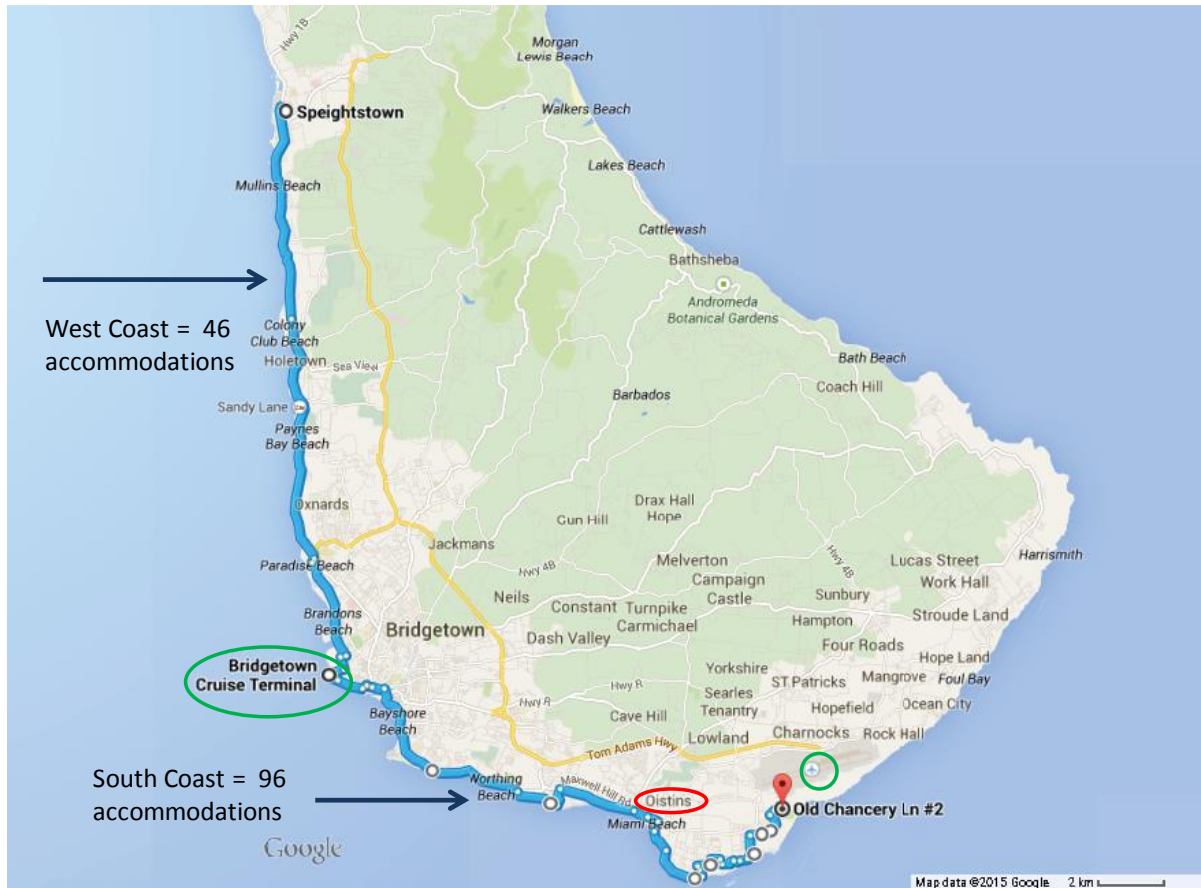 Hwy 1B
Morgan
Lewis Beach
Speightstown
Walkers Beach
Lakes Beach
Mullins Beach
Cattlewash
Bathsheba
Andromeda
Botanical Gardens
West Coast = 46
accommodations
Colony
Club Beach
Holetown
Sea View
Bath Beach
Coach Hill
Barbados
Sandy Lane
Paynes
Bay Beach
Oxnards
Drax Hall
Hope
Gun Hill
Jackmans
Paradise Beach
Hwy 4B
Melverton
Campaign
Castle
Hwy 4B
Lucas Street
Harrismith
Work Hall
Neils
Constant
Turnpike
Carmichael
Sunbury
Hampton
Stroude Land
Brandons
Beach
Bridgetown
Dash Valley
Four Roads
Bridgetown
Cruise Terminal
Yorkshire
Hope Land
ST. Patricks
Mangrove
Foul Bay
Hwy R
Searles
Tenantry
Hwy R
Hopefield
Ocean City
Bayshore
Beach
Cave Hill
Lowland
Charnocks
Rock Hall
Tom Adams Hwy
South Coast = 96
accommodations
Worthing
Beach
Maxwell Hill Rd
Oistins
Old Chancery Ln #2
Miami Beach
Google
Map data ©2015 Google 2 km